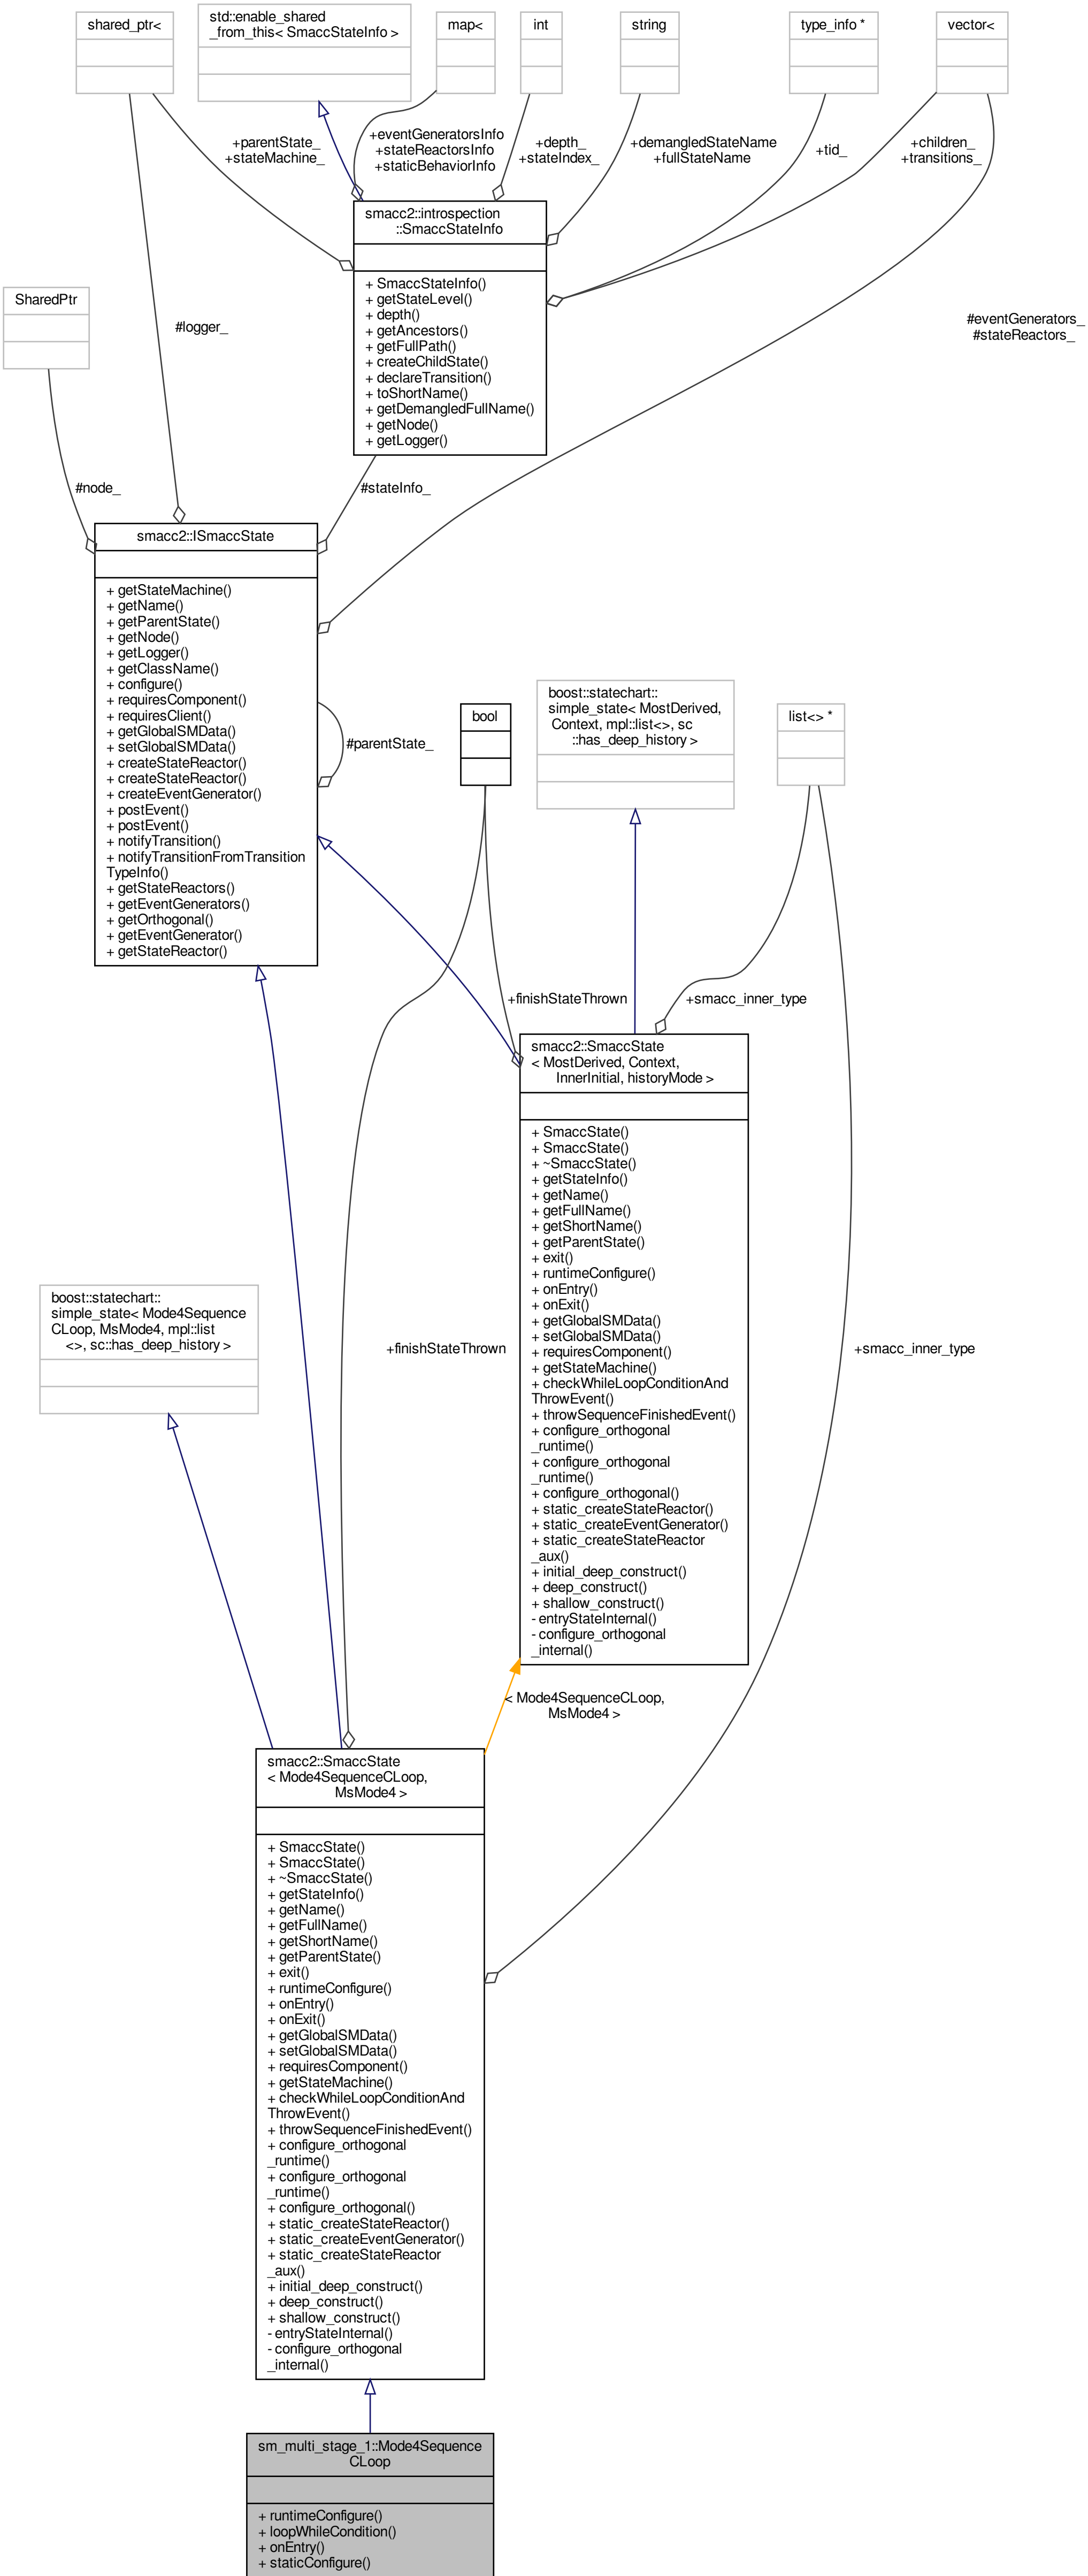 shared_ptr<
std::enable_shared
_from_this< SmaccStateInfo >
map<
int
string
type_info *
vector<
+parentState_
+stateMachine_
+eventGeneratorsInfo
+stateReactorsInfo
+staticBehaviorInfo
+depth_
+stateIndex_
+demangledStateName
+fullStateName
+tid_
+children_
+transitions_
smacc2::introspection
::SmaccStateInfo
+ SmaccStateInfo()
+ getStateLevel()
+ depth()
+ getAncestors()
+ getFullPath()
+ createChildState()
+ declareTransition()
+ toShortName()
+ getDemangledFullName()
+ getNode()
+ getLogger()
SharedPtr
#logger_
#eventGenerators_
#stateReactors_
#node_
#stateInfo_
smacc2::ISmaccState
+ getStateMachine()
+ getName()
+ getParentState()
+ getNode()
+ getLogger()
+ getClassName()
+ configure()
+ requiresComponent()
+ requiresClient()
+ getGlobalSMData()
+ setGlobalSMData()
+ createStateReactor()
+ createStateReactor()
+ createEventGenerator()
+ postEvent()
+ postEvent()
+ notifyTransition()
+ notifyTransitionFromTransition
TypeInfo()
+ getStateReactors()
+ getEventGenerators()
+ getOrthogonal()
+ getEventGenerator()
+ getStateReactor()
#parentState_
bool
boost::statechart::
simple_state< MostDerived,
Context, mpl::list<>, sc
::has_deep_history >
list<> *
+finishStateThrown
+smacc_inner_type
smacc2::SmaccState
< MostDerived, Context,
InnerInitial, historyMode >
+ SmaccState()
+ SmaccState()
+ ~SmaccState()
+ getStateInfo()
+ getName()
+ getFullName()
+ getShortName()
+ getParentState()
+ exit()
+ runtimeConfigure()
+ onEntry()
+ onExit()
+ getGlobalSMData()
+ setGlobalSMData()
+ requiresComponent()
+ getStateMachine()
+ checkWhileLoopConditionAnd
ThrowEvent()
+ throwSequenceFinishedEvent()
+ configure_orthogonal
_runtime()
+ configure_orthogonal
_runtime()
+ configure_orthogonal()
+ static_createStateReactor()
+ static_createEventGenerator()
+ static_createStateReactor
_aux()
+ initial_deep_construct()
+ deep_construct()
+ shallow_construct()
- entryStateInternal()
- configure_orthogonal
_internal()
boost::statechart::
simple_state< Mode4Sequence
CLoop, MsMode4, mpl::list
<>, sc::has_deep_history >
+finishStateThrown
+smacc_inner_type
< Mode4SequenceCLoop,
MsMode4 >
smacc2::SmaccState
< Mode4SequenceCLoop,
MsMode4 >
+ SmaccState()
+ SmaccState()
+ ~SmaccState()
+ getStateInfo()
+ getName()
+ getFullName()
+ getShortName()
+ getParentState()
+ exit()
+ runtimeConfigure()
+ onEntry()
+ onExit()
+ getGlobalSMData()
+ setGlobalSMData()
+ requiresComponent()
+ getStateMachine()
+ checkWhileLoopConditionAnd
ThrowEvent()
+ throwSequenceFinishedEvent()
+ configure_orthogonal
_runtime()
+ configure_orthogonal
_runtime()
+ configure_orthogonal()
+ static_createStateReactor()
+ static_createEventGenerator()
+ static_createStateReactor
_aux()
+ initial_deep_construct()
+ deep_construct()
+ shallow_construct()
- entryStateInternal()
- configure_orthogonal
_internal()
sm_multi_stage_1::Mode4Sequence
CLoop
+ runtimeConfigure()
+ loopWhileCondition()
+ onEntry()
+ staticConfigure()